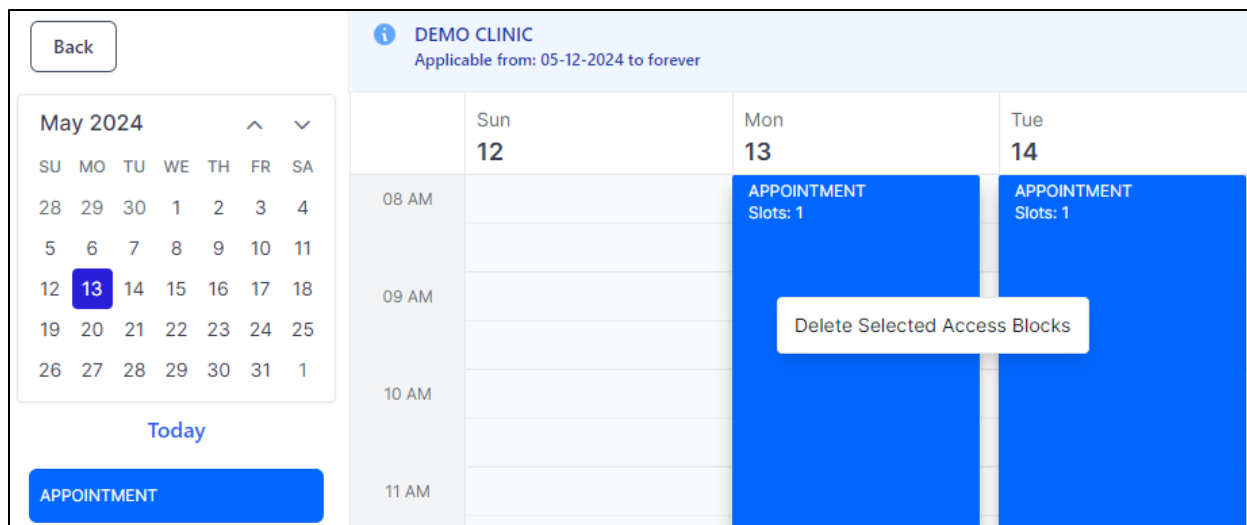 Back
DEMO CLINIC
Applicable from: 05-12-2024 to forever
May 2024
SU MO TU WE TH FR SA
28 29 30 1 2 3 4
5 6 7 8 9 10 11
12 13 14 15 16 17 18
19 20 21 22 23 24 25
26 27 28 29 30 31 1
Today
APPOINTMENT
Sun
12
Mon
13
Tue
14
08 AM
09 AM
10 AM
11 AM
APPOINTMENT
Slots: 1
APPOINTMENT
Slots: 1
Delete Selected Access Blocks